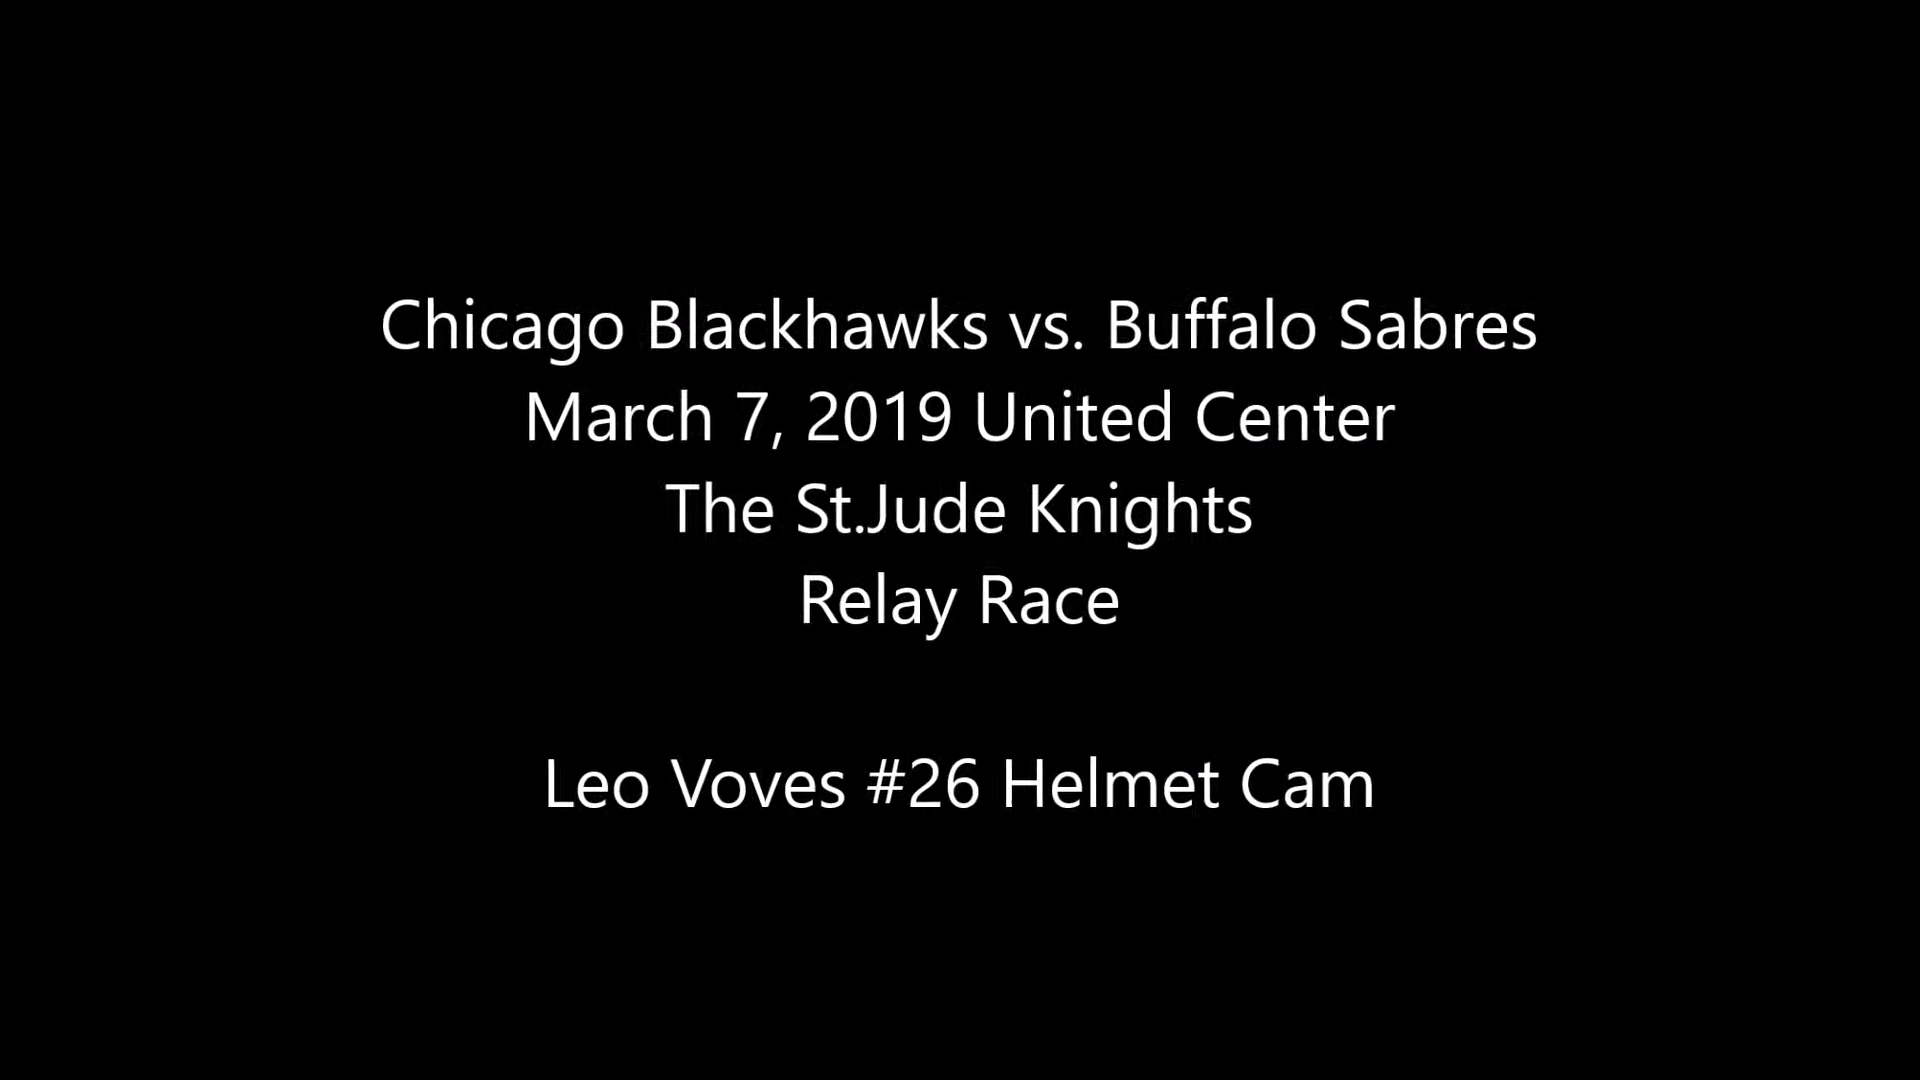 Chicago Blackhawks vs. Buffalo Sabres
March 7, 2019 United Center
The St.Jude Knights
Relay Race
Leo Voves #26 Helmet Cam